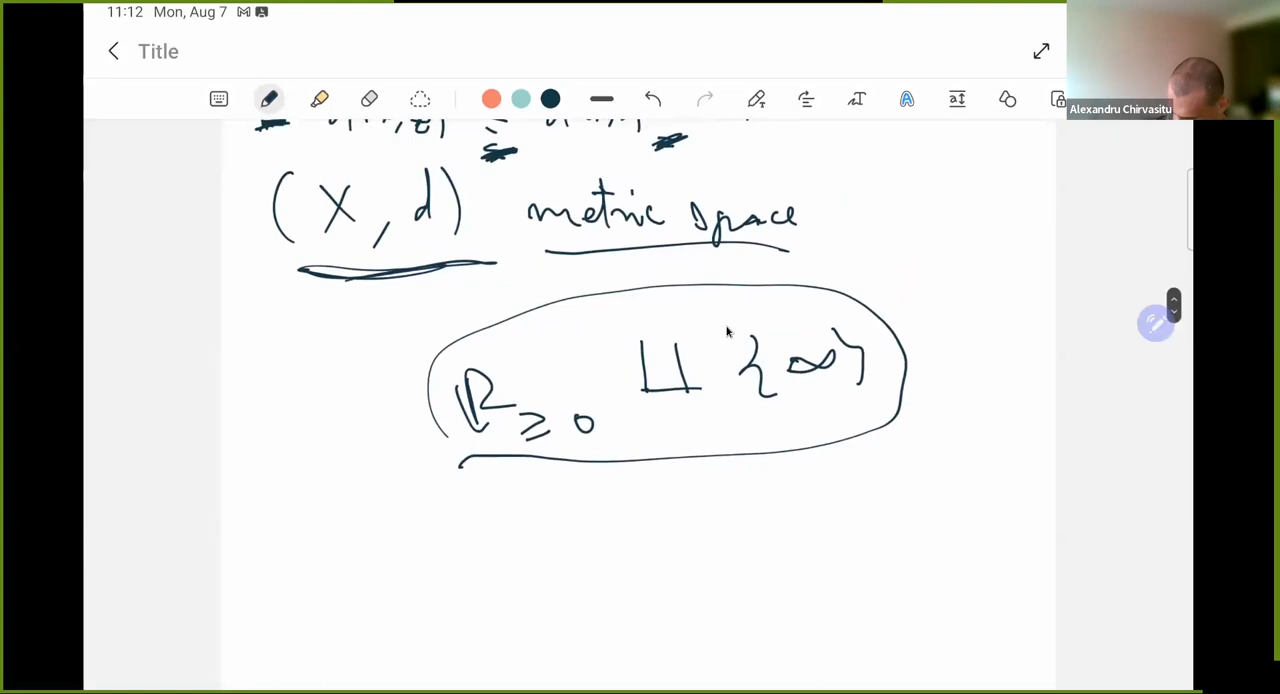 11:12 Mon, Aug 7
Title
Alexandru Chirvasitu
(X, d) metric space
ℝ≥0 ⊔ {∞}